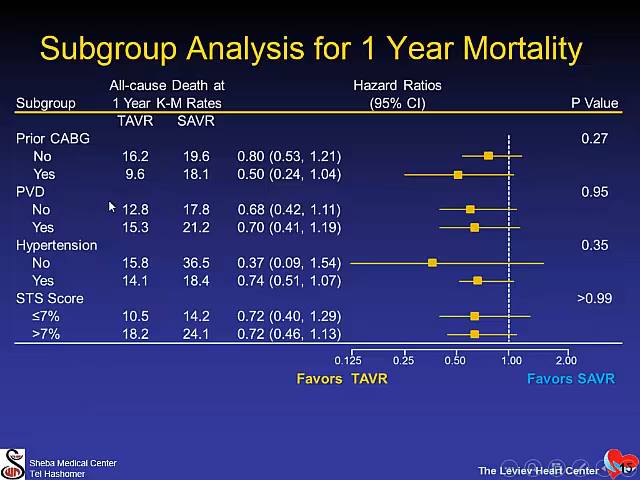 Subgroup Analysis for 1 Year Mortality
All-cause Death at Hazard Ratios
Subgroup 1 Year K-M Rates (95% CI) P Value
TAVR SAVR
Prior CABG 0.27
No 16.2 19.6 0.80 (0.53, 1.21)
Yes 9.6 18.1 0.50 (0.24, 1.04)
PVD 0.95
No 12.8 17.8 0.68 (0.42, 1.11)
Yes 15.3 21.2 0.70 (0.41, 1.19)
Hypertension 0.35
No 15.8 36.5 0.37 (0.09, 1.54)
Yes 14.1 18.4 0.74 (0.51, 1.07)
STS Score >0.99
≤7% 10.5 14.2 0.72 (0.40, 1.29)
>7% 18.2 24.1 0.72 (0.46, 1.13)
0.125 0.25 0.50 1.00 2.00
Favors TAVR Favors SAVR
Sheba Medical Center
Tel Hashomer
The Leviev Heart Center